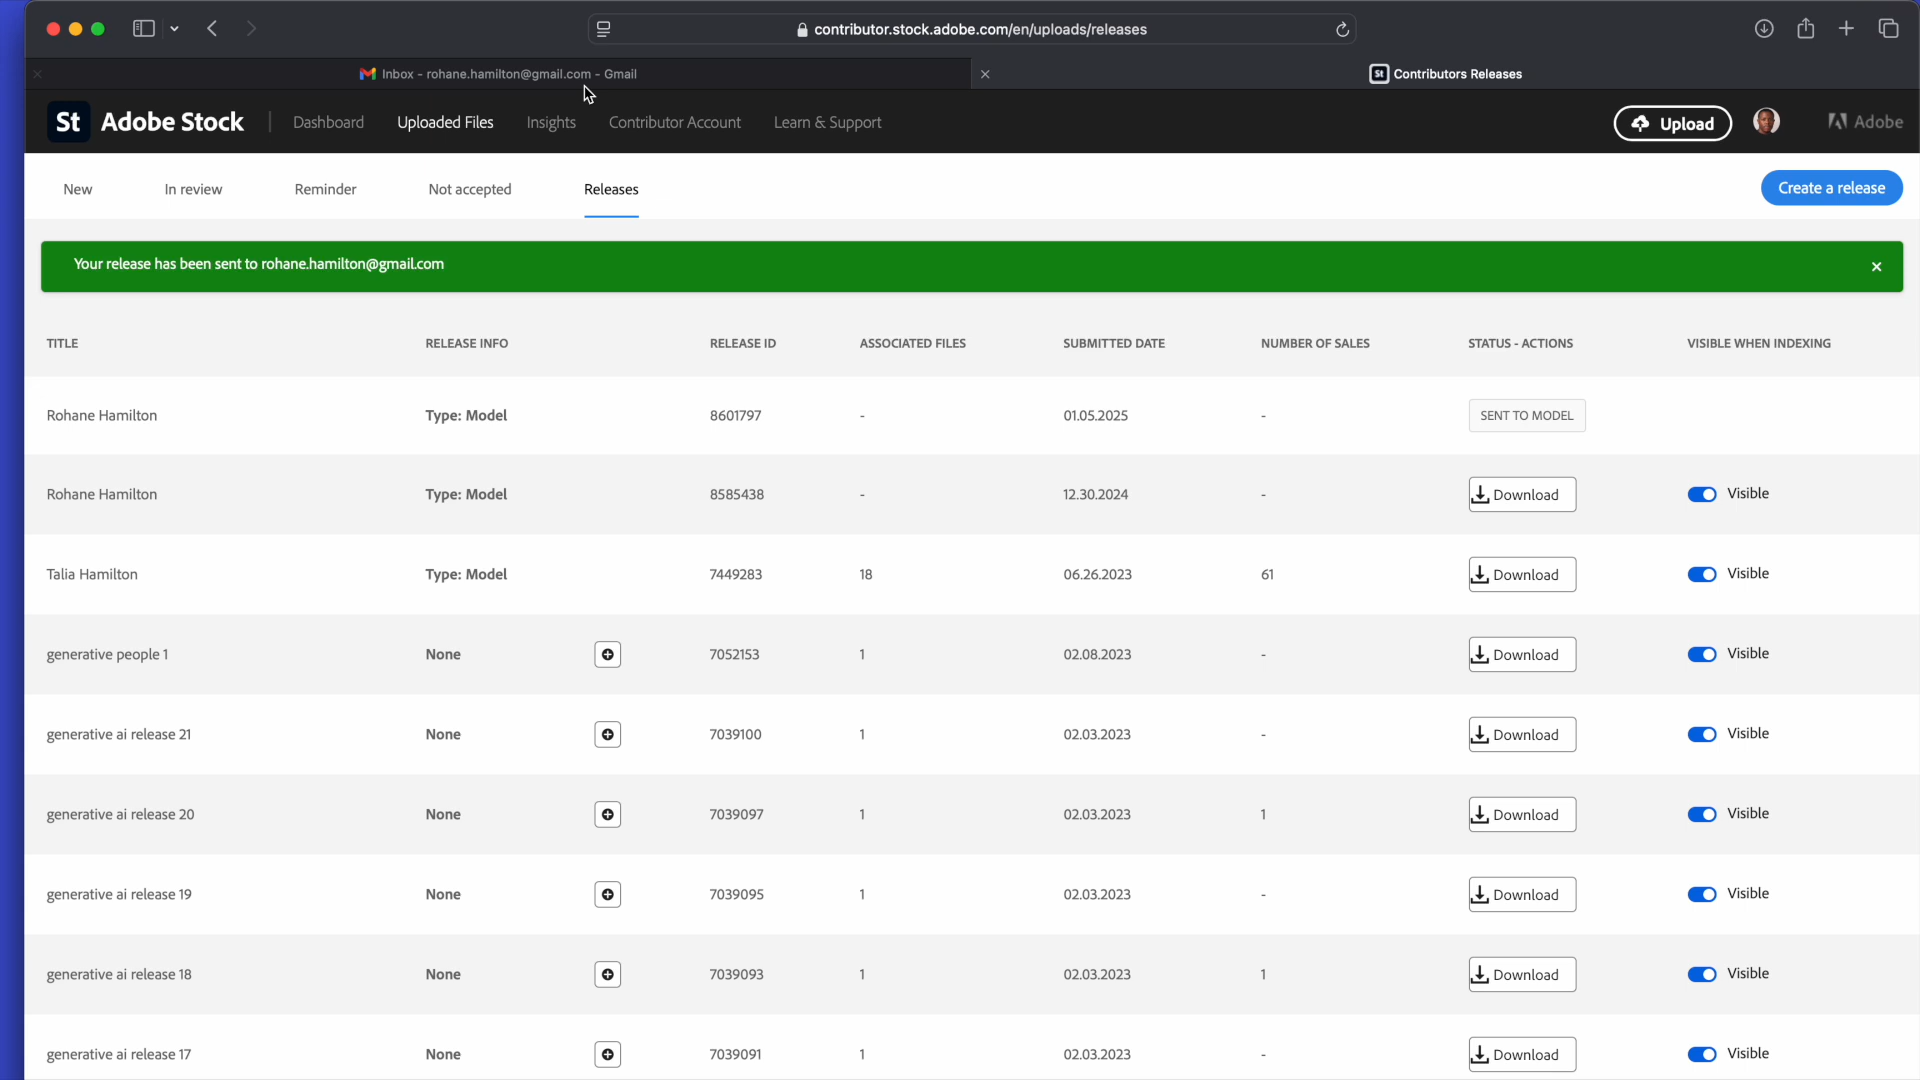 contributor.stock.adobe.com/en/uploads/releases
Inbox - rohane.hamilton@gmail.com - Gmail
St Contributors Releases
St Adobe Stock Dashboard Uploaded Files Insights Contributor Account Learn & Support Upload Adobe
New In review Reminder Not accepted Releases Create a release
Your release has been sent to rohane.hamilton@gmail.com
TITLE RELEASE INFO RELEASE ID ASSOCIATED FILES SUBMITTED DATE NUMBER OF SALES STATUS - ACTIONS VISIBLE WHEN INDEXING
Rohane Hamilton Type: Model 8601797 - 01.05.2025 - SENT TO MODEL
Rohane Hamilton Type: Model 8585438 - 12.30.2024 - Download Visible
Talia Hamilton Type: Model 7449283 18 06.26.2023 61 Download Visible
generative people 1 None 7052153 1 02.08.2023 - Download Visible
generative ai release 21 None 7039100 1 02.03.2023 - Download Visible
generative ai release 20 None 7039097 1 02.03.2023 1 Download Visible
generative ai release 19 None 7039095 1 02.03.2023 - Download Visible
generative ai release 18 None 7039093 1 02.03.2023 1 Download Visible
generative ai release 17 None 7039091 1 02.03.2023 - Download Visible